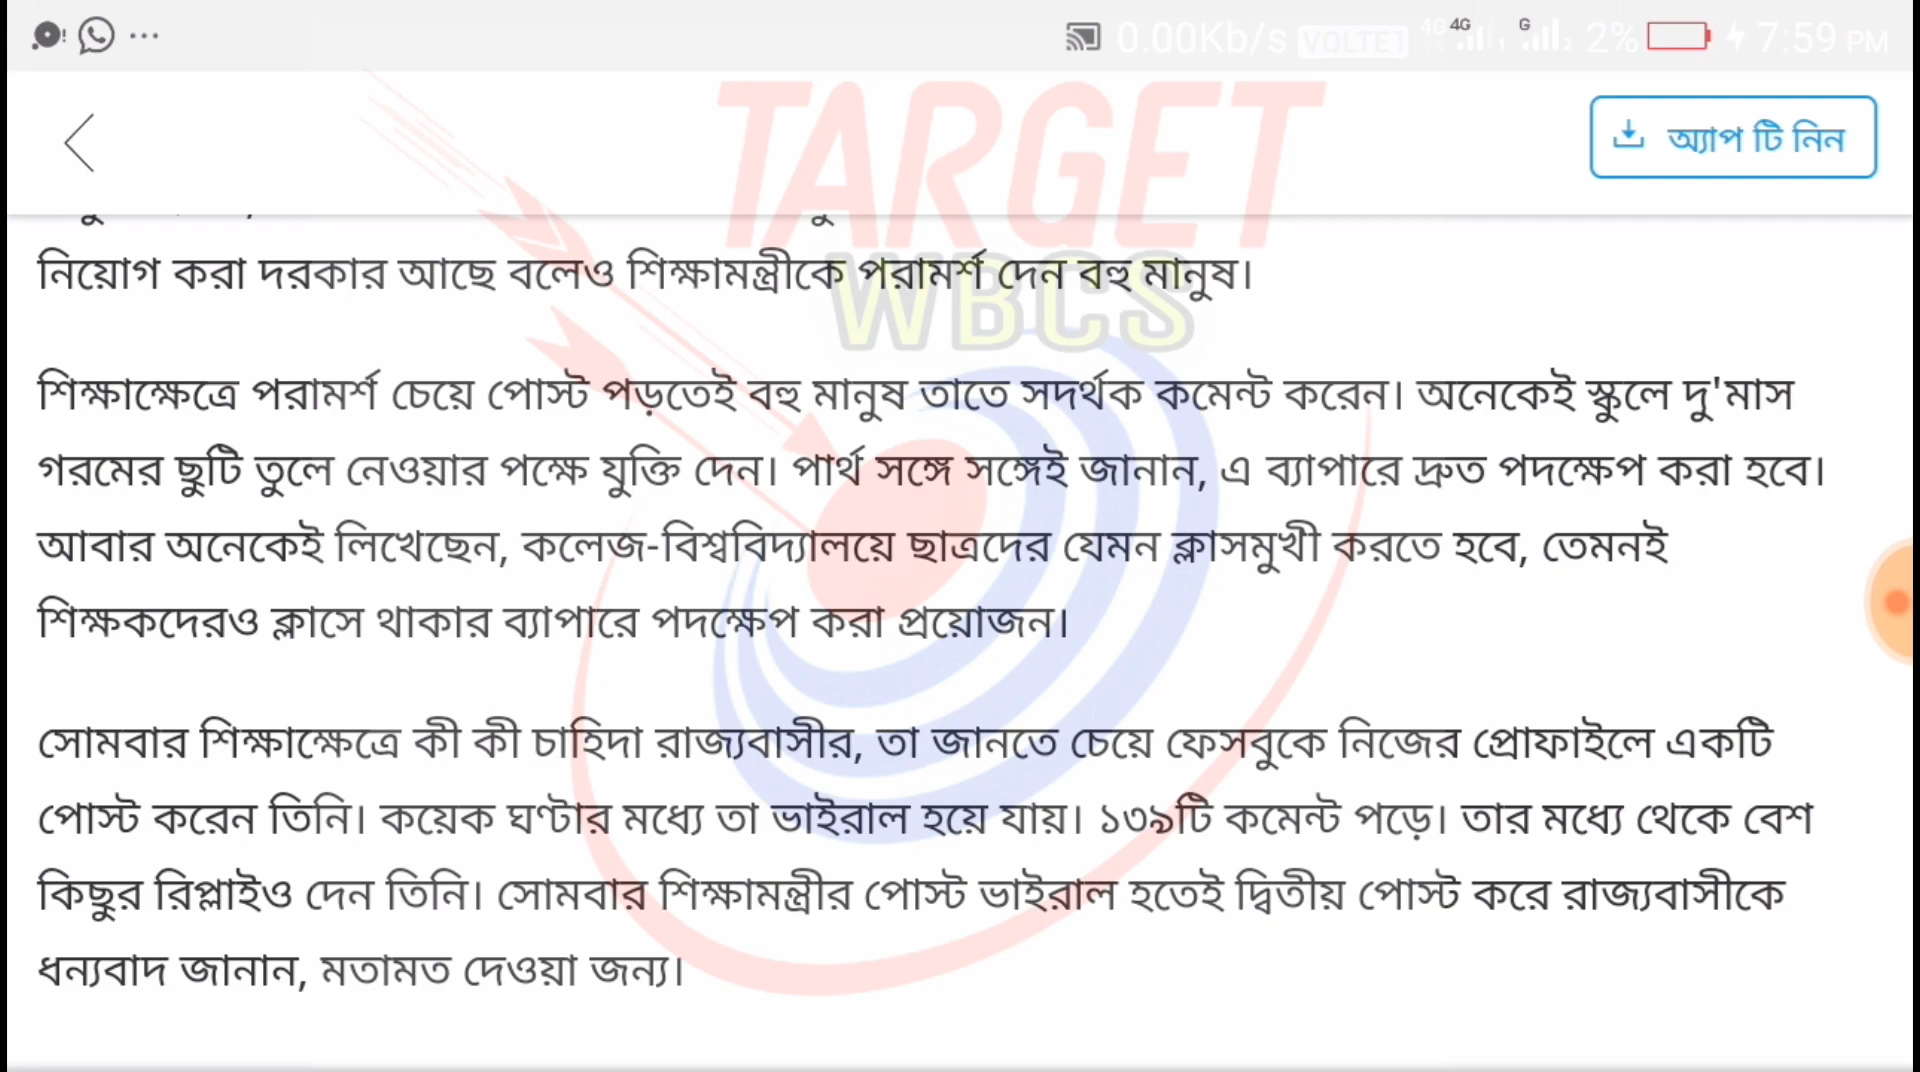 0.00Kb/s VOLTE1 4G 4G 1 G 2 2% 7:59 PM
TARGET
অ্যাপ টি নিন
WBCS
নিয়োগ করা দরকার আছে বলেও শিক্ষামন্ত্রীকে পরামর্শ দেন বহু মানুষ।
শিক্ষাক্ষেত্রে পরামর্শ চেয়ে পোস্ট পড়তেই বহু মানুষ তাতে সদর্থক কমেন্ট করেন। অনেকেই স্কুলে দু'মাস
গরমের ছুটি তুলে নেওয়ার পক্ষে যুক্তি দেন। পার্থ সঙ্গে সঙ্গেই জানান, এ ব্যাপারে দ্রুত পদক্ষেপ করা হবে।
আবার অনেকেই লিখেছেন, কলেজ-বিশ্ববিদ্যালয়ে ছাত্রদের যেমন ক্লাসমুখী করতে হবে, তেমনই
শিক্ষকদেরও ক্লাসে থাকার ব্যাপারে পদক্ষেপ করা প্রয়োজন।
সোমবার শিক্ষাক্ষেত্রে কী কী চাহিদা রাজ্যবাসীর, তা জানতে চেয়ে ফেসবুকে নিজের প্রোফাইলে একটি
পোস্ট করেন তিনি। কয়েক ঘণ্টার মধ্যে তা ভাইরাল হয়ে যায়। ১৩৯টি কমেন্ট পড়ে। তার মধ্যে থেকে বেশ
কিছুর রিপ্লাইও দেন তিনি। সোমবার শিক্ষামন্ত্রীর পোস্ট ভাইরাল হতেই দ্বিতীয় পোস্ট করে রাজ্যবাসীকে
ধন্যবাদ জানান, মতামত দেওয়া জন্য।